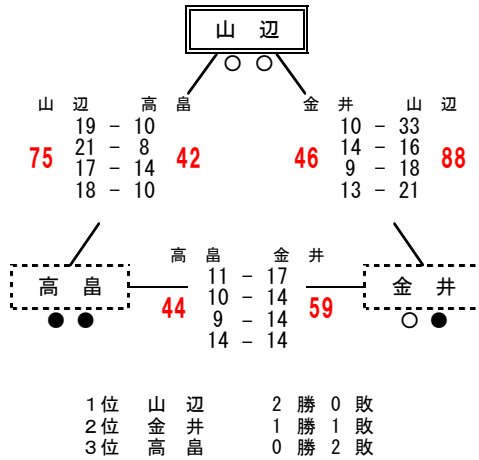 山 辺
○ ○
山 辺 高 畠
19 - 10
75 21 - 8 42
17 - 14
18 - 10
金 井 山 辺
10 - 33
46 14 - 16 88
9 - 18
13 - 21
高 畠
● ●
高 畠 金 井
11 - 17
44 10 - 14 59
9 - 14
14 - 14
金 井
○ ●
1位 山 辺 2 勝 0 敗
2位 金 井 1 勝 1 敗
3位 高 畠 0 勝 2 敗